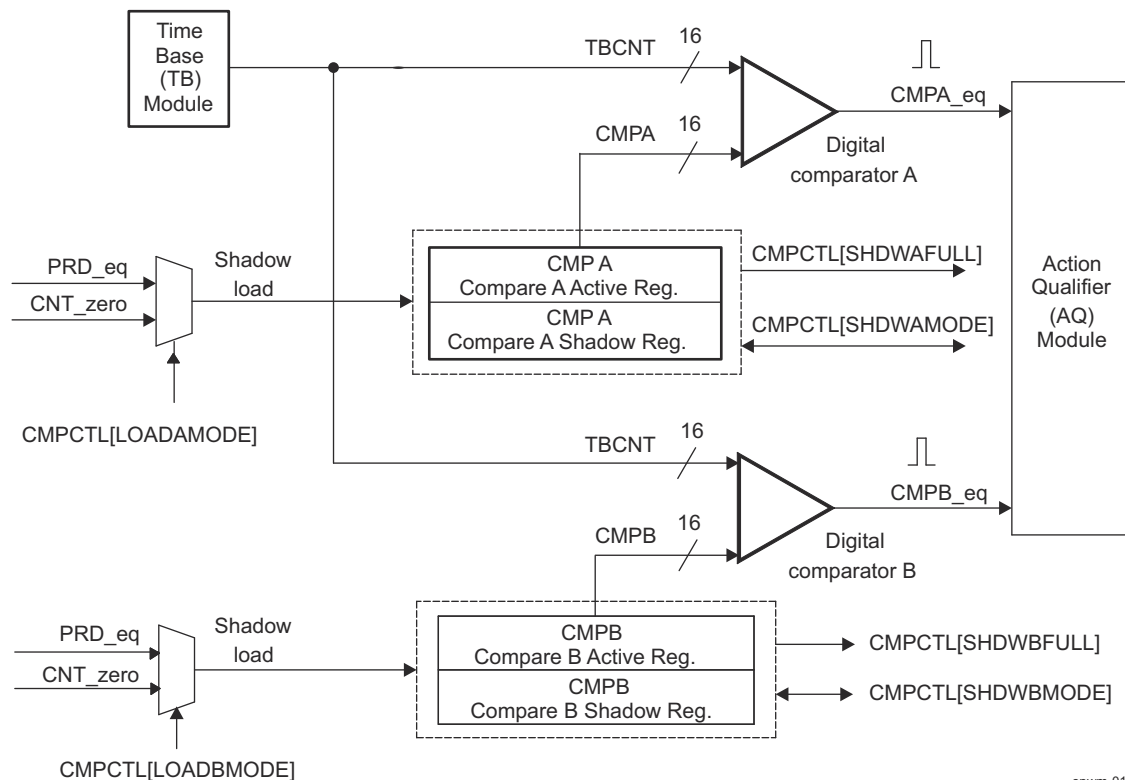 Time
Base
(TB)
Module
TBCNT
16
CMPA
16
CMPA_eq
Digital
comparator A
PRD_eq
CNT_zero
Shadow
load
CMPCTL[LOADAMODE]
CMP A
Compare A Active Reg.
CMP A
Compare A Shadow Reg.
CMPCTL[SHDWAFULL]
CMPCTL[SHDWAMODE]
Action
Qualifier
(AQ)
Module
TBCNT
16
CMPB
16
CMPB_eq
Digital
comparator B
PRD_eq
CNT_zero
Shadow
load
CMPCTL[LOADBMODE]
CMPB
Compare B Active Reg.
CMPB
Compare B Shadow Reg.
CMPCTL[SHDWBFULL]
CMPCTL[SHDWBMODE]